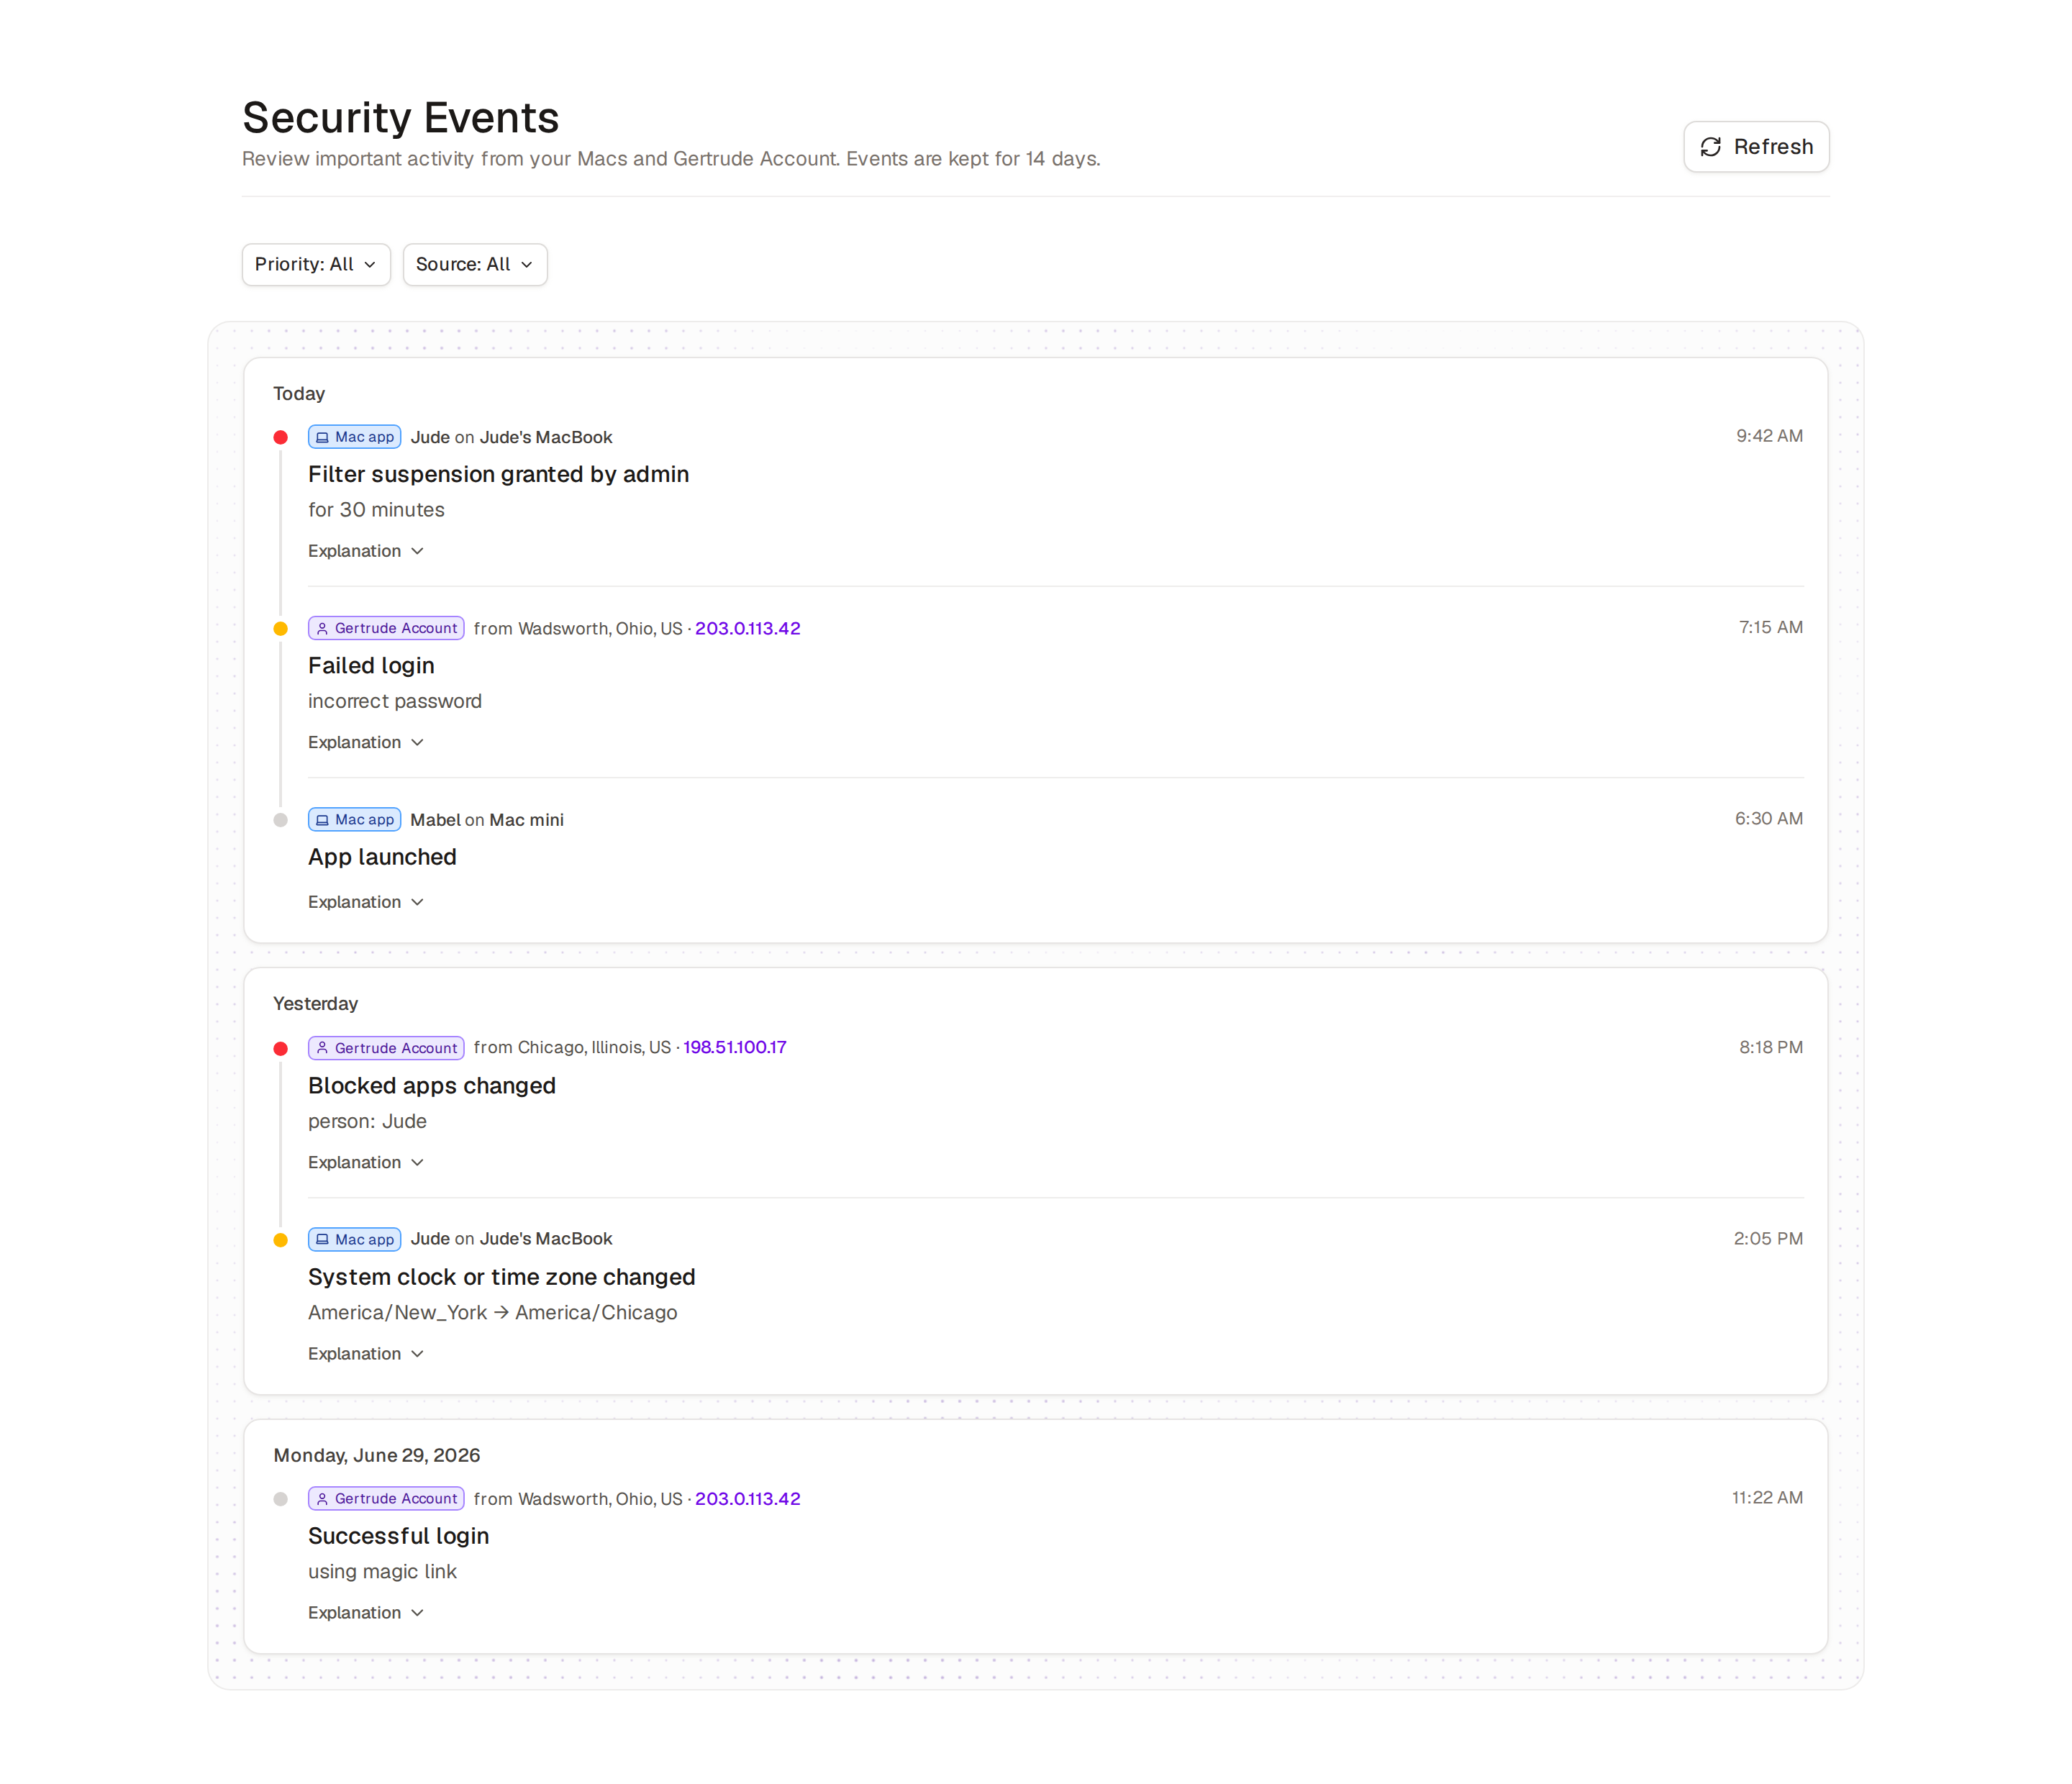 Security Events
Review important activity from your Macs and Gertrude Account. Events are kept for 14 days.
Refresh
Priority: All
Source: All
Today
Mac app Jude on Jude's MacBook 9:42 AM
Filter suspension granted by admin
for 30 minutes
Explanation
Gertrude Account from Wadsworth, Ohio, US · 203.0.113.42 7:15 AM
Failed login
incorrect password
Explanation
Mac app Mabel on Mac mini 6:30 AM
App launched
Explanation
Yesterday
Gertrude Account from Chicago, Illinois, US · 198.51.100.17 8:18 PM
Blocked apps changed
person: Jude
Explanation
Mac app Jude on Jude's MacBook 2:05 PM
System clock or time zone changed
America/New_York → America/Chicago
Explanation
Monday, June 29, 2026
Gertrude Account from Wadsworth, Ohio, US · 203.0.113.42 11:22 AM
Successful login
using magic link
Explanation